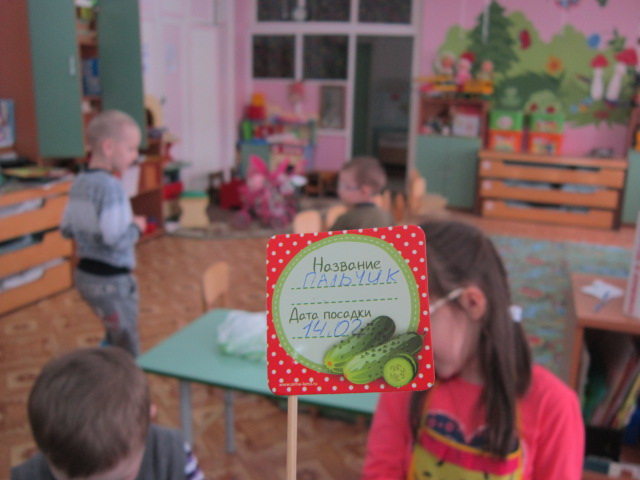 Название
ПАЛЬЧИК
Дата посадки
14.02